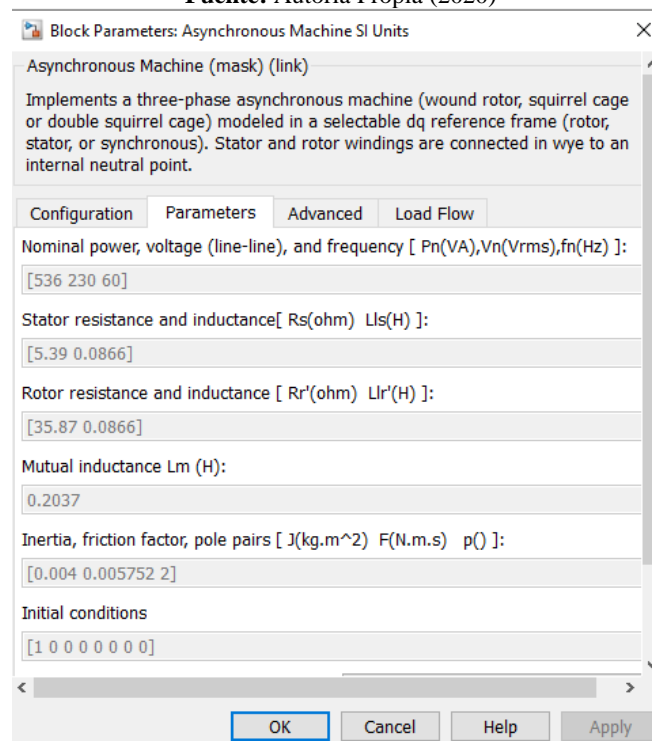 Fuente: Autoría Propia (2020)
Block Parameters: Asynchronous Machine SI Units
Asynchronous Machine (mask) (link)
Implements a three-phase asynchronous machine (wound rotor, squirrel cage
or double squirrel cage) modeled in a selectable dq reference frame (rotor,
stator, or synchronous). Stator and rotor windings are connected in wye to an
internal neutral point.
Configuration Parameters Advanced Load Flow
Nominal power, voltage (line-line), and frequency [ Pn(VA),Vn(Vrms),fn(Hz) ]:
[536 230 60]
Stator resistance and inductance[ Rs(ohm) Lls(H) ]:
[5.39 0.0866]
Rotor resistance and inductance [ Rr'(ohm) Llr'(H) ]:
[35.87 0.0866]
Mutual inductance Lm (H):
0.2037
Inertia, friction factor, pole pairs [ J(kg.m^2) F(N.m.s) p() ]:
[0.004 0.005752 2]
Initial conditions
[1 0 0 0 0 0 0 0]
OK Cancel Help Apply